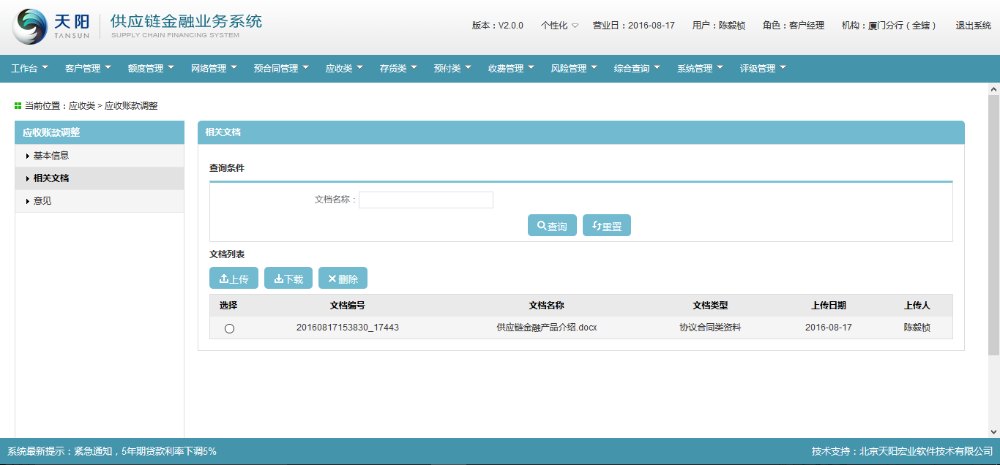 天阳 TANSUN 供应链金融业务系统
SUPPLY CHAIN FINANCING SYSTEM
版本：V2.0.0 个性化 营业日：2016-08-17 用户：陈毅桢 角色：客户经理 机构：厦门分行（全辖） 退出系统
工作台 客户管理 额度管理 网络管理 预合同管理 应收类 存货类 预付类 收费管理 风险管理 综合查询 系统管理 评级管理
当前位置：应收类 > 应收账款调整
应收账款调整
基本信息
相关文档
意见
相关文档
查询条件
文档名称：
查询 重置
文档列表
上传 下载 删除
选择 文档编号 文档名称 文档类型 上传日期 上传人
20160817153830_17443 供应链金融产品介绍.docx 协议合同类资料 2016-08-17 陈毅桢
系统最新提示：紧急通知，5年期贷款利率下调5% 技术支持：北京天阳宏业软件技术有限公司